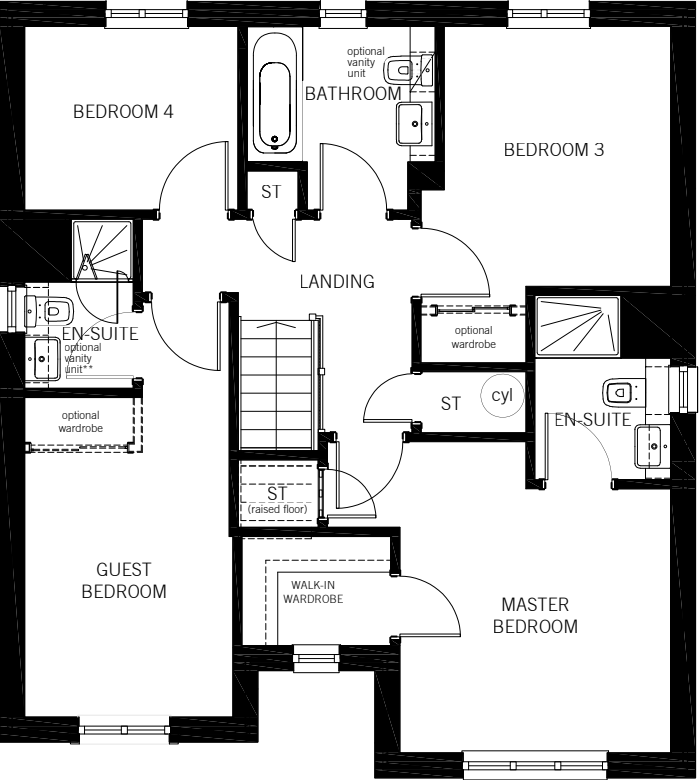 optional
vanity
unit
BATHROOM
BEDROOM 4
BEDROOM 3
ST
LANDING
EN-SUITE
optional
vanity
unit**
optional
wardrobe
optional
wardrobe
ST
cyl
EN-SUITE
ST
(raised floor)
GUEST
BEDROOM
WALK-IN
WARDROBE
MASTER
BEDROOM